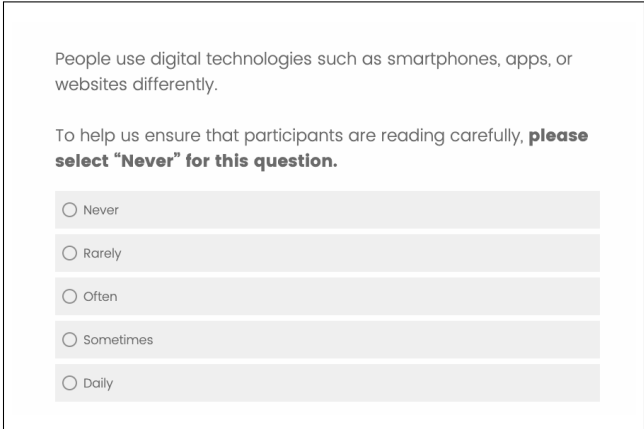 People use digital technologies such as smartphones, apps, or
websites differently.
To help us ensure that participants are reading carefully, please
select “Never” for this question.
Never
Rarely
Often
Sometimes
Daily